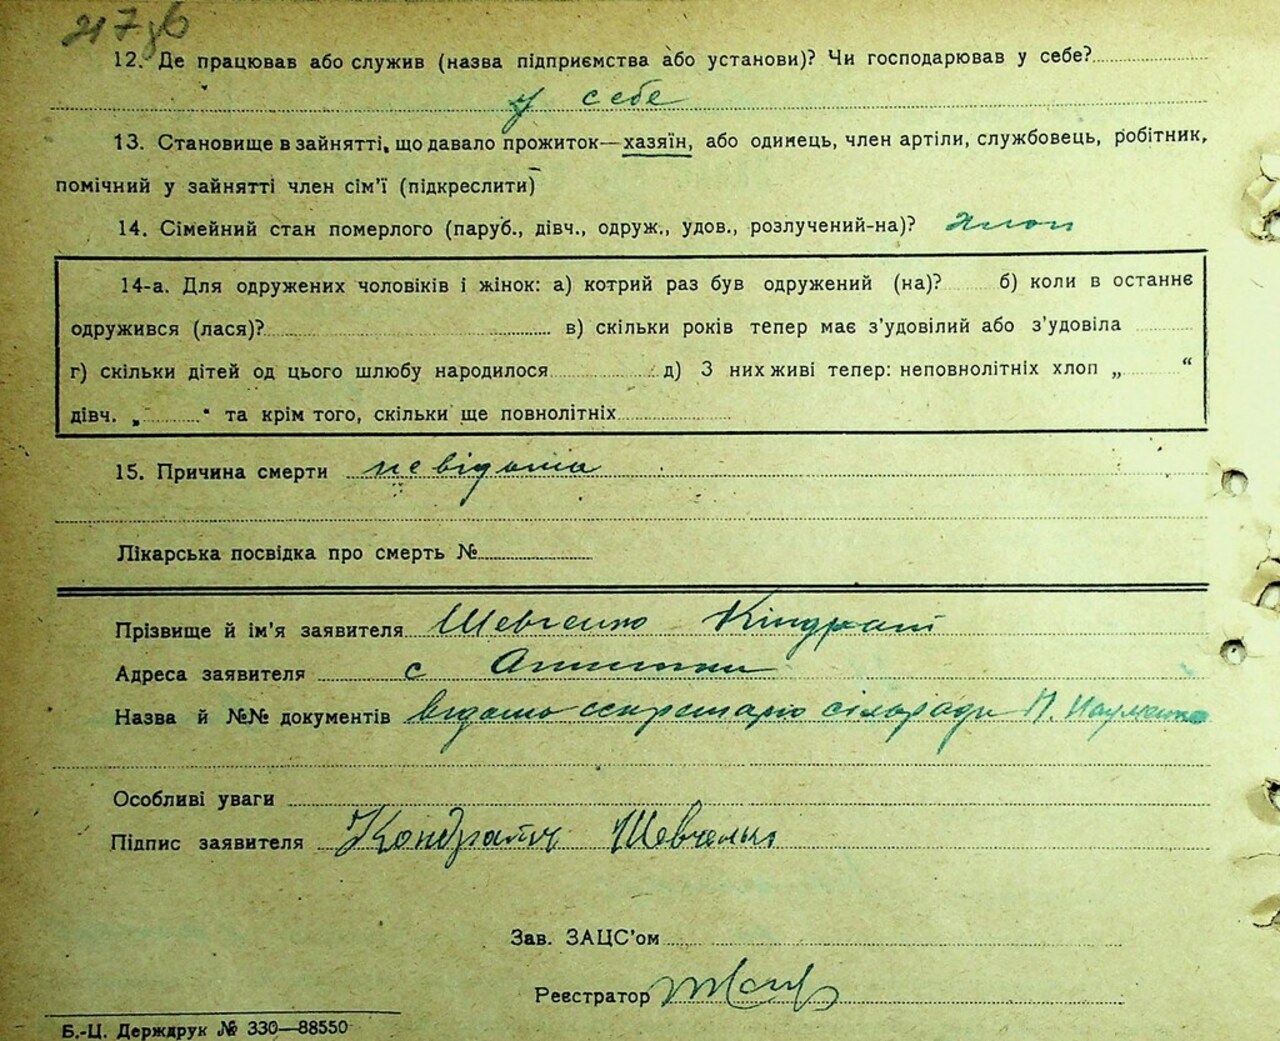 217зв
12. Де працював або служив (назва підприємства або установи)? Чи господарював у себе?
у себе
13. Становище в зайнятті, що давало прожиток—хазяїн, або одинець, член артіли, службовець, робітник,
помічний у зайнятті член сім'ї (підкреслити)
14. Сімейний стан померлого (паруб., дівч., одруж., удов., розлучений-на)?
14-а. Для одружених чоловіків і жінок: а) котрий раз був одружений (на)? б) коли в останнє
одружився (лася)? в) скільки років тепер має з'удовілий або з'удовіла
г) скільки дітей од цього шлюбу народилося д) З них живі тепер: неповнолітніх хлоп „ “
дівч. „ “ та крім того, скільки ще повнолітніх
15. Причина смерти невідома
Лікарська посвідка про смерть №
Прізвище й ім'я заявителя Шевченко Кіндрат
Адреса заявителя с
Назва й №№ документів відомо секретарю сільради П. Науменко
Особливі уваги
Підпис заявителя Кондрат Шевченко
Зав. ЗАЦС'ом
Реєстратор
Б.-Ц. Держдрук № 330—88550